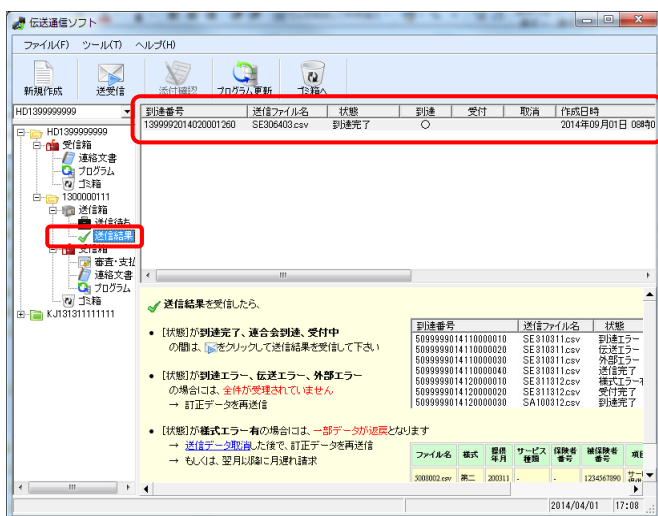 伝送通信ソフト
ファイル(F) ツール(T) ヘルプ(H)
新規作成 送受信 添付確認 プログラム更新 ゴミ箱へ
HD1399999999
HD1399999999
受信箱
連絡文書
プログラム
ゴミ箱
1300000111
送信箱
送信待ち
送信結果
受信箱
審査・支払
連絡文書
プログラム
ゴミ箱
KJ131311111111
到達番号 送信ファイル名 状態 到達 受付 取消 作成日時
1399992014020001260 SE306403.csv 到達完了 ○ 2014年09月01日 08時0
送信結果を受信したら、
• [状態]が到達完了、連合会到達、受付中
の間は、をクリックして送信結果を受信して下さい
• [状態]が到達エラー、伝送エラー、外部エラー
の場合には、全件が受理されていません
→ 訂正データを再送信
• [状態]が様式エラー有の場合には、一部データが返戻となります
→ 送信データ取消した後で、訂正データを再送信
→ もしくは、翌月以降に月遅れ請求
到達番号 送信ファイル名 状態
5099999014110000010 SE310311.csv 到達エラー
5099999014110000020 SE310311.csv 伝送エラー
5099999014110000030 SE310311.csv 外部エラー
5099999014110000040 SE310311.csv 送信完了
5099999014120000010 SE311312.csv 様式エラー有
5099999014120000020 SE311312.csv 受付完了
5099999014120000030 SA100312.csv 到達完了
ファイル名 様式 提供年月 サービス種類 保険者番号 被保険者番号 項目
5008002.csv 第二 200311 - - 1234567890
2014/04/01 17:08